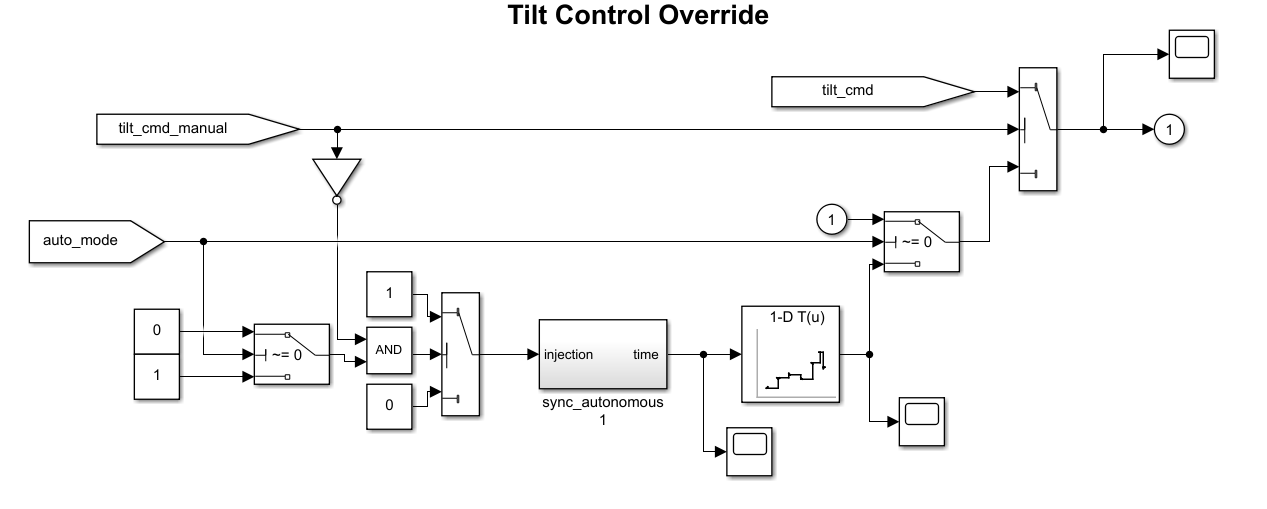 Tilt Control Override
tilt_cmd
tilt_cmd_manual
1
1
auto_mode
~= 0
1
1-D T(u)
0
AND
~= 0
injection time
1
0
sync_autonomous
1